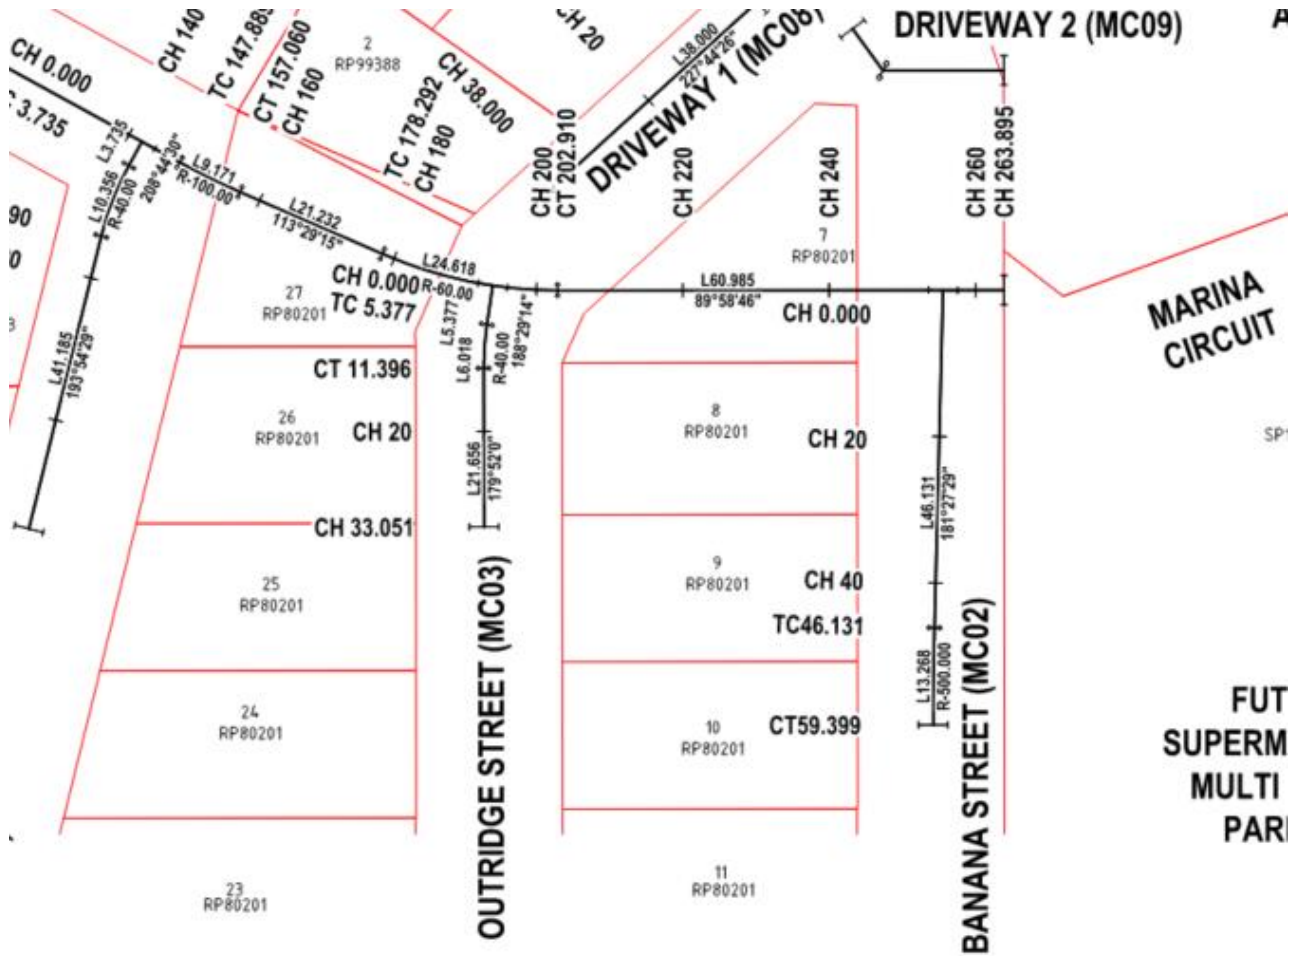 DRIVEWAY 2 (MC09)
CH 0.000
3.735
CH 140
TC 147.885
CT 157.060
CH 160
2
RP99388
TC 178.292
CH 180
CH 38.000
CH 20
L38.000
227°44'26"
DRIVEWAY 1 (MC08)
CH 200
CT 202.910
CH 220
CH 240
CH 260
CH 263.895
L3.735
208°44'30"
L10.356
R-40.00
L9.171
R-100.00
L21.232
113°29'15"
L24.618
R-60.00
L60.985
89°58'46"
7
RP80201
CH 0.000
TC 5.377
CH 0.000
MARINA
CIRCUIT
90
0
27
RP80201
L41.185
193°54'29"
L5.377
188°29'14"
L6.018
R-40.00
CT 11.396
26
RP80201
CH 20
L21.656
179°52'0"
CH 33.051
8
RP80201
CH 20
L46.131
181°27'29"
25
RP80201
9
RP80201
CH 40
TC46.131
L13.268
R-500.000
24
RP80201
10
RP80201
CT59.399
OUTRIDGE STREET (MC03)
BANANA STREET (MC02)
FUT
SUPERM
MULTI
PAR
23
RP80201
11
RP80201